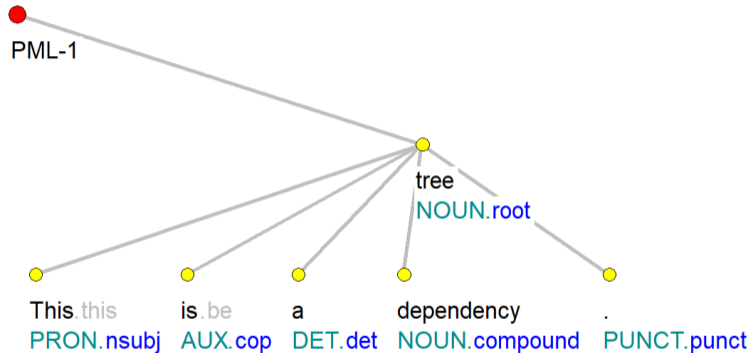 PML-1
tree
NOUN.root
This.this is.be a dependency .
PRON.nsubj AUX.cop DET.det NOUN.compound PUNCT.punct